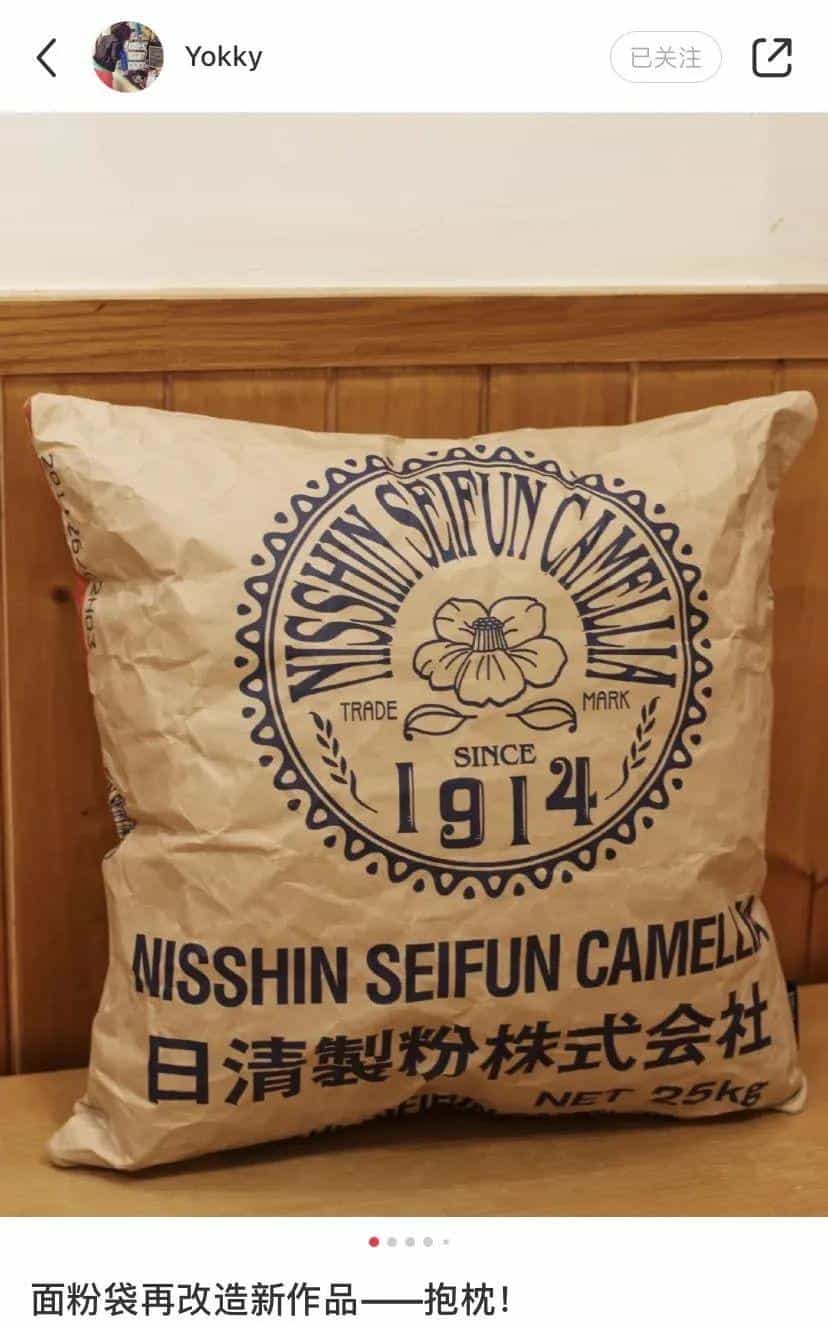 Yokky
已关注
NISSHIN SEIFUN CAMELLIA
TRADE
MARK
SINCE
1914
NISSHIN SEIFUN CAMELLIA
日清製粉株式会社
NET 25kg
面粉袋再改造新作品——抱枕！